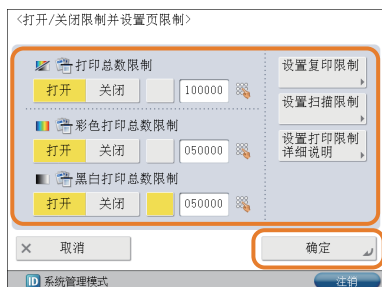 <打开/关闭限制并设置页限制>
打印总数限制
打开 关闭 100000
彩色打印总数限制
打开 关闭 050000
黑白打印总数限制
打开 关闭 050000
设置复印限制
设置扫描限制
设置打印限制
详细说明
× 取消
确定
ID 系统管理模式
注销